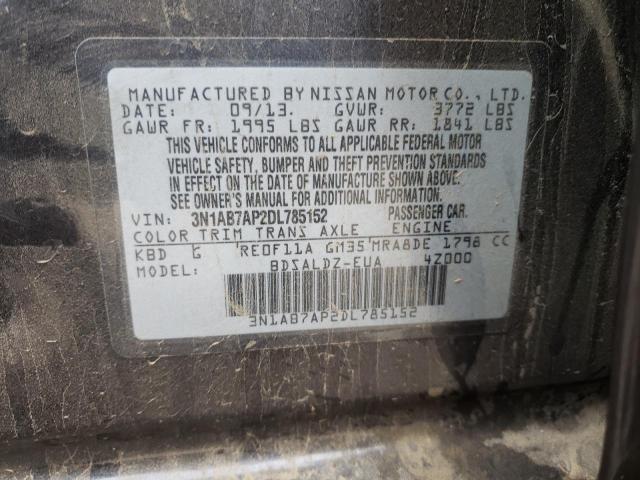 MANUFACTURED BY NISSAN MOTOR CO., LTD.
DATE: 09/13. GVWR: 3772 LBS
GAWR FR: 1995 LBS GAWR RR: 1841 LBS
THIS VEHICLE CONFORMS TO ALL APPLICABLE FEDERAL MOTOR
VEHICLE SAFETY, BUMPER AND THEFT PREVENTION STANDARDS
IN EFFECT ON THE DATE OF MANUFACTURE SHOWN ABOVE.
SEE OWNER'S MANUAL FOR ADDITIONAL INFORMATION.
VIN: 3N1AB7AP2DL785152 PASSENGER CAR.
COLOR TRIM TRANS AXLE ENGINE
KBD G RE0F11A GM35 MRA8DE 1798 CC
BDSALDZ-EUA 4Z000
3N1AB7AP2DL785152